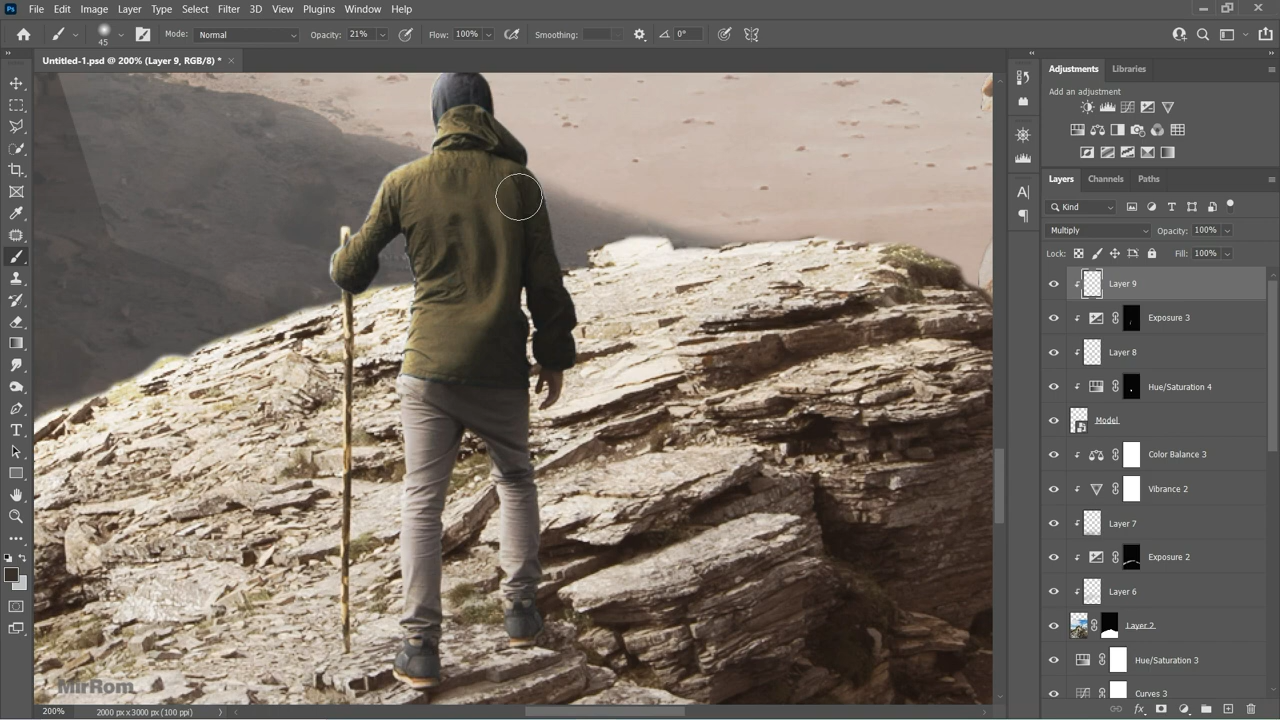 File Edit Image Layer Type Select Filter 3D View Plugins Window Help
45 Mode: Normal Opacity: 21% Flow: 100% Smoothing: 0°
Untitled-1.psd @ 200% (Layer 9, RGB/8) * ×
Adjustments Libraries
Add an adjustment
Layers Channels Paths
Kind
Multiply Opacity: 100%
Lock: Fill: 100%
Layer 9
Exposure 3
Layer 8
Hue/Saturation 4
Model
Color Balance 3
Vibrance 2
Layer 7
Exposure 2
Layer 6
Layer 2
Hue/Saturation 3
Curves 3
MirRom
200% 2000 px x 3000 px (100 ppi)